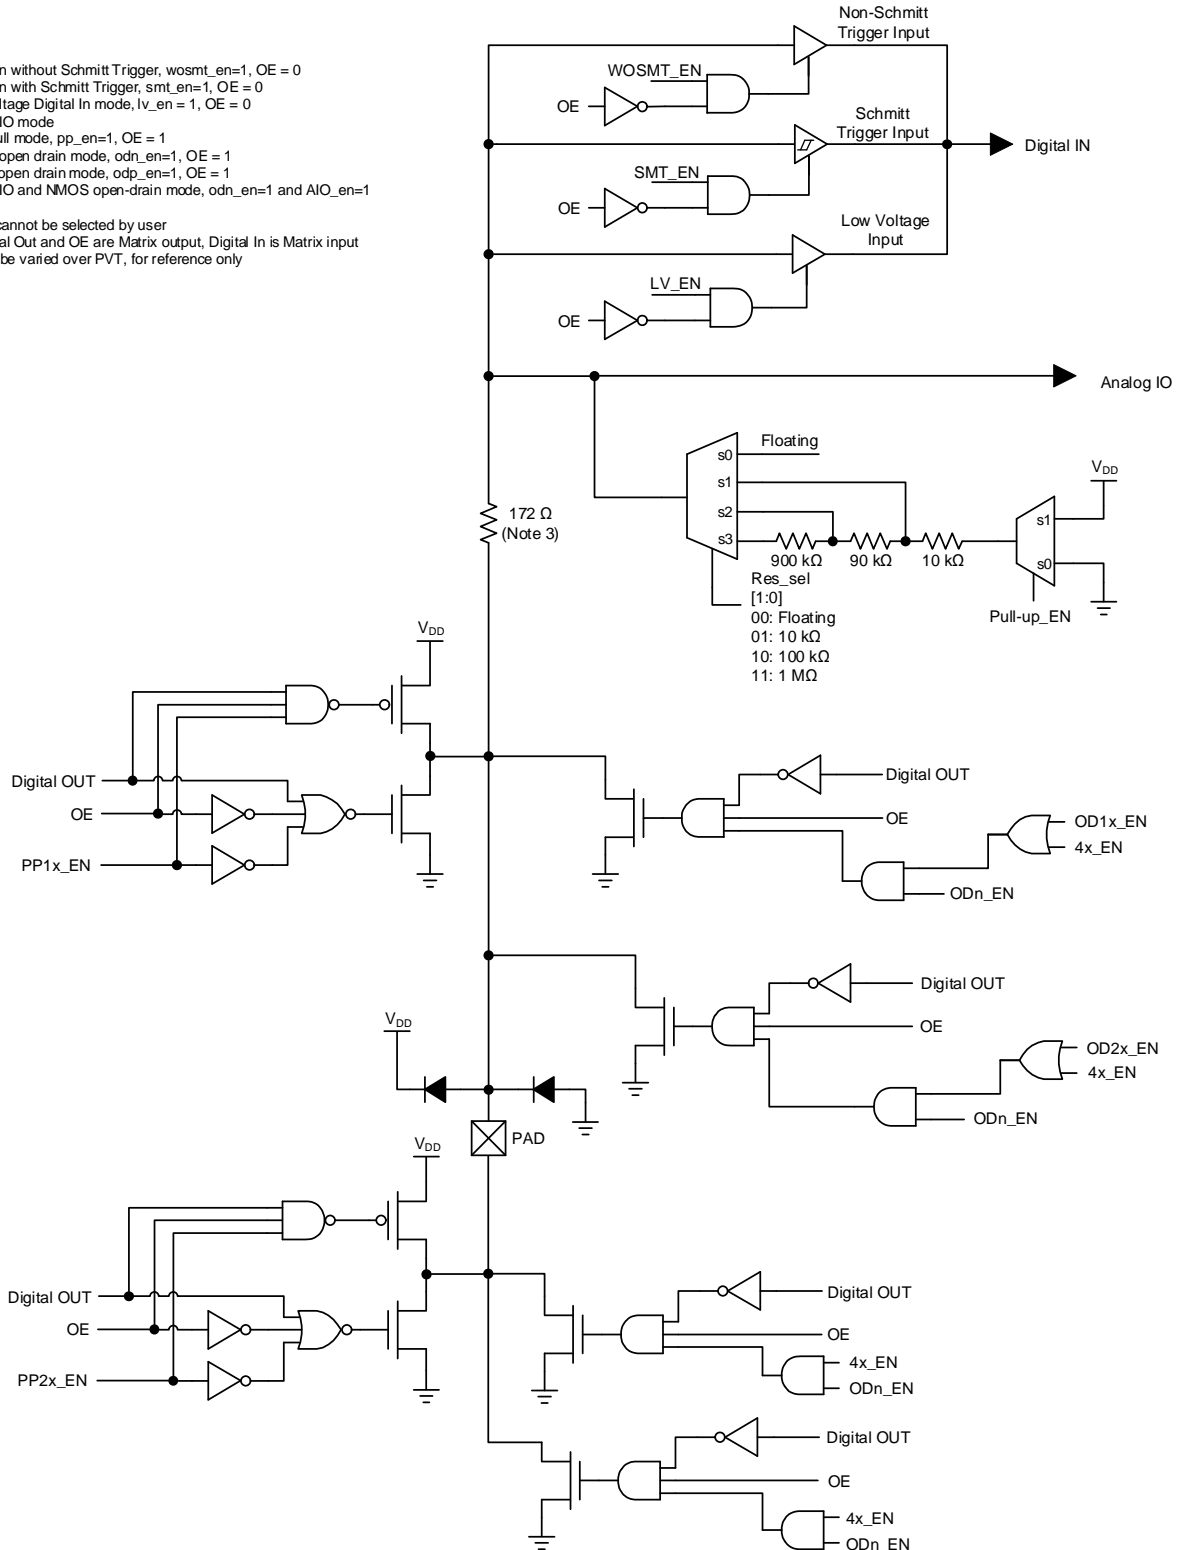 Non-Schmitt
Trigger Input
n without Schmitt Trigger, wosmt_en=1, OE = 0
n with Schmitt Trigger, smt_en=1, OE = 0
ltage Digital In mode, lv_en = 1, OE = 0
IO mode
ull mode, pp_en=1, OE = 1
open drain mode, odn_en=1, OE = 1
open drain mode, odp_en=1, OE = 1
IO and NMOS open-drain mode, odn_en=1 and AIO_en=1
cannot be selected by user
al Out and OE are Matrix output, Digital In is Matrix input
be varied over PVT, for reference only
WOSMT_EN
OE
Schmitt
Trigger Input
Digital IN
SMT_EN
OE
Low Voltage
Input
LV_EN
OE
Analog IO
s0
Floating
s1
s2
s3
900 kΩ
90 kΩ
10 kΩ
VDD
s1
s0
Pull-up_EN
172 Ω
(Note 3)
Res_sel
[1:0]
00: Floating
01: 10 kΩ
10: 100 kΩ
11: 1 MΩ
VDD
Digital OUT
OE
PP1x_EN
Digital OUT
OE
OD1x_EN
4x_EN
ODn_EN
Digital OUT
OE
OD2x_EN
4x_EN
ODn_EN
VDD
PAD
VDD
Digital OUT
OE
PP2x_EN
Digital OUT
OE
4x_EN
ODn_EN
Digital OUT
OE
4x_EN
ODn_EN